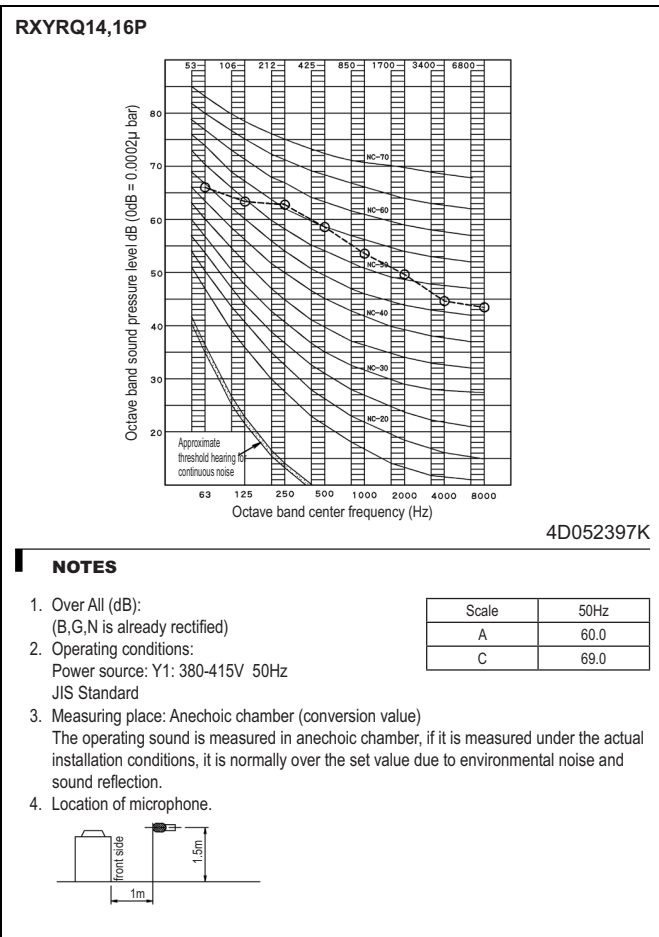 RXYRQ14,16P
53 106 212 425 850 1700 3400 6800
Octave band sound pressure level dB (0dB = 0.0002µ bar)
80
70
60
50
40
30
20
NC-70
NC-60
NC-50
NC-40
NC-30
NC-20
Approximate
threshold hearing for
continuous noise
63 125 250 500 1000 2000 4000 8000
Octave band center frequency (Hz)
4D052397K
NOTES
1. Over All (dB):
(B,G,N is already rectified)
Scale 50Hz
A 60.0
C 69.0
2. Operating conditions:
Power source: Y1: 380-415V 50Hz
JIS Standard
3. Measuring place: Anechoic chamber (conversion value)
The operating sound is measured in anechoic chamber, if it is measured under the actual
installation conditions, it is normally over the set value due to environmental noise and
sound reflection.
4. Location of microphone.
front side
1.5m
1m